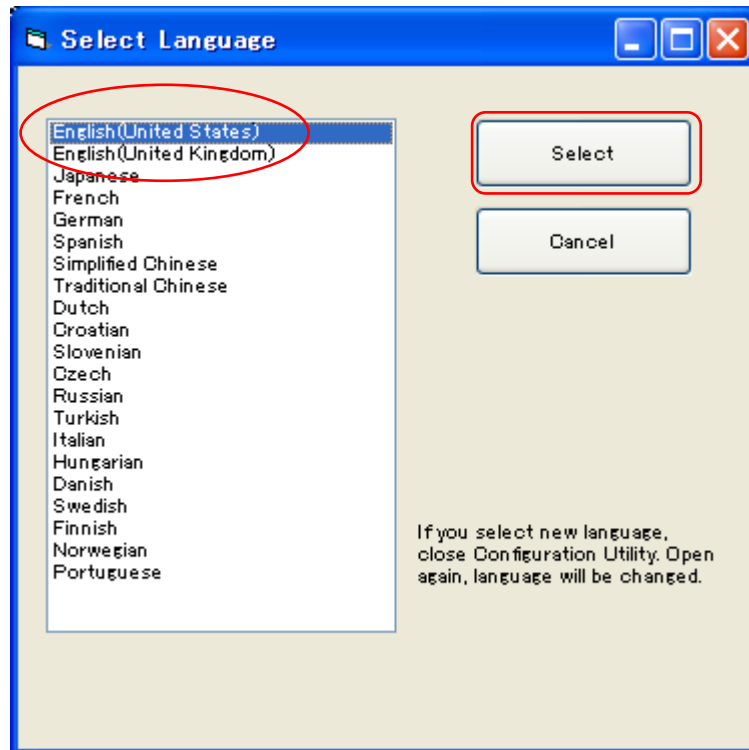 Select Language
English(United States)
English(United Kingdom)
Japanese
French
German
Spanish
Simplified Chinese
Traditional Chinese
Dutch
Croatian
Slovenian
Czech
Russian
Turkish
Italian
Hungarian
Danish
Swedish
Finnish
Norwegian
Portuguese
Select
Cancel
If you select new language,
close Configuration Utility. Open
again, language will be changed.